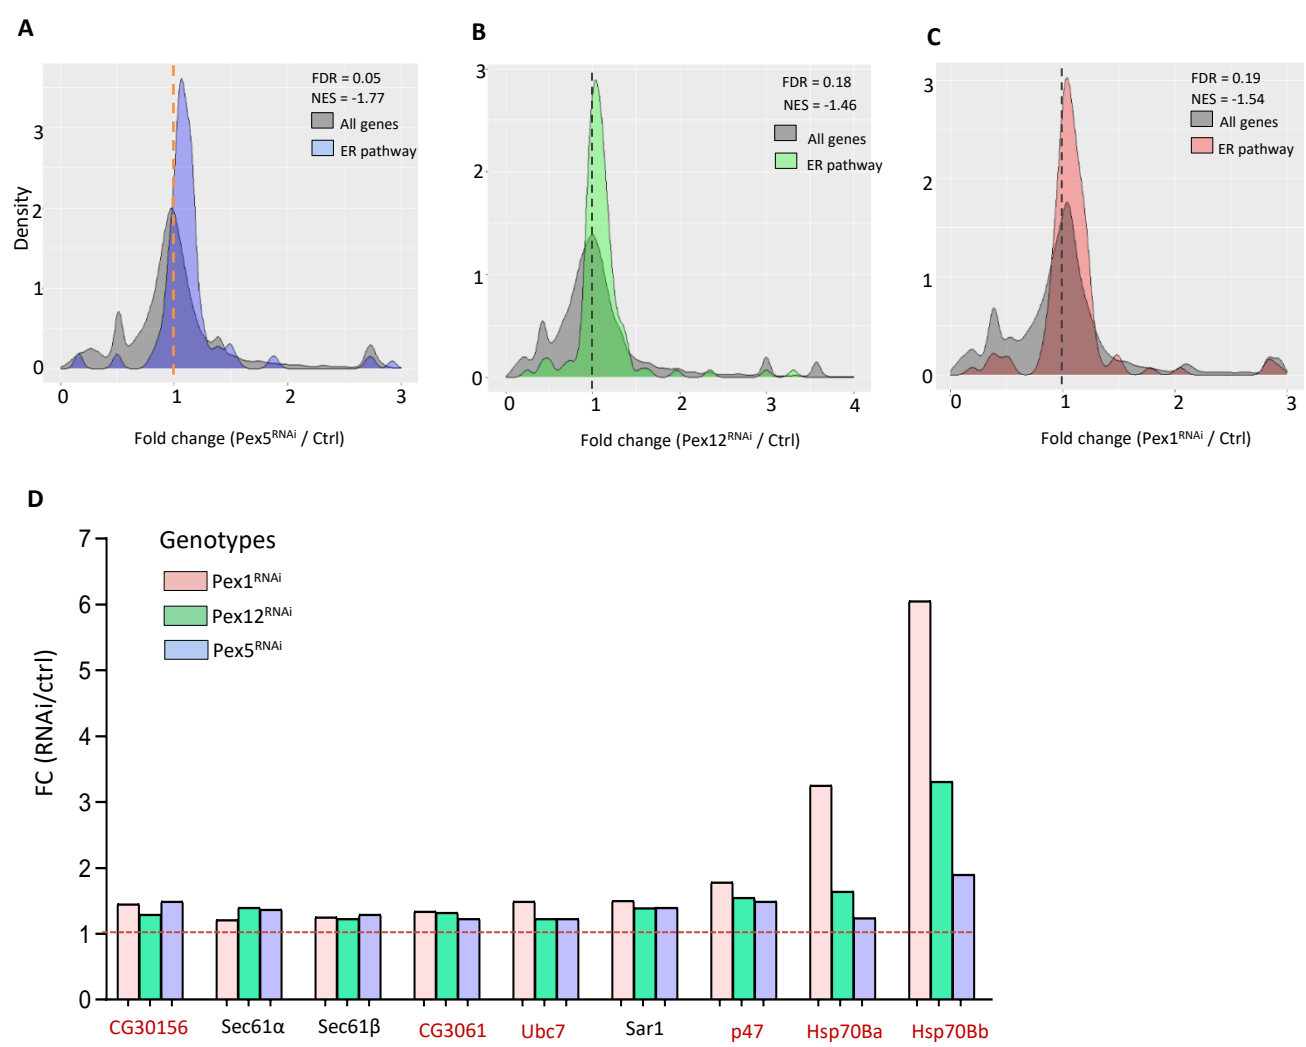 A
FDR = 0.05
NES = -1.77
All genes
ER pathway
Density
3
2
1
0
0 1 2 3
Fold change (Pex5RNAi / Ctrl)
B
FDR = 0.18
NES = -1.46
All genes
ER pathway
3
2
1
0
0 1 2 3 4
Fold change (Pex12RNAi / Ctrl)
C
FDR = 0.19
NES = -1.54
All genes
ER pathway
3
2
1
0
0 1 2 3
Fold change (Pex1RNAi / Ctrl)
D
Genotypes
Pex1RNAi
Pex12RNAi
Pex5RNAi
FC (RNAi/ctrl)
7
6
5
4
3
2
1
0
CG30156 Sec61α Sec61β CG3061 Ubc7 Sar1 p47 Hsp70Ba Hsp70Bb